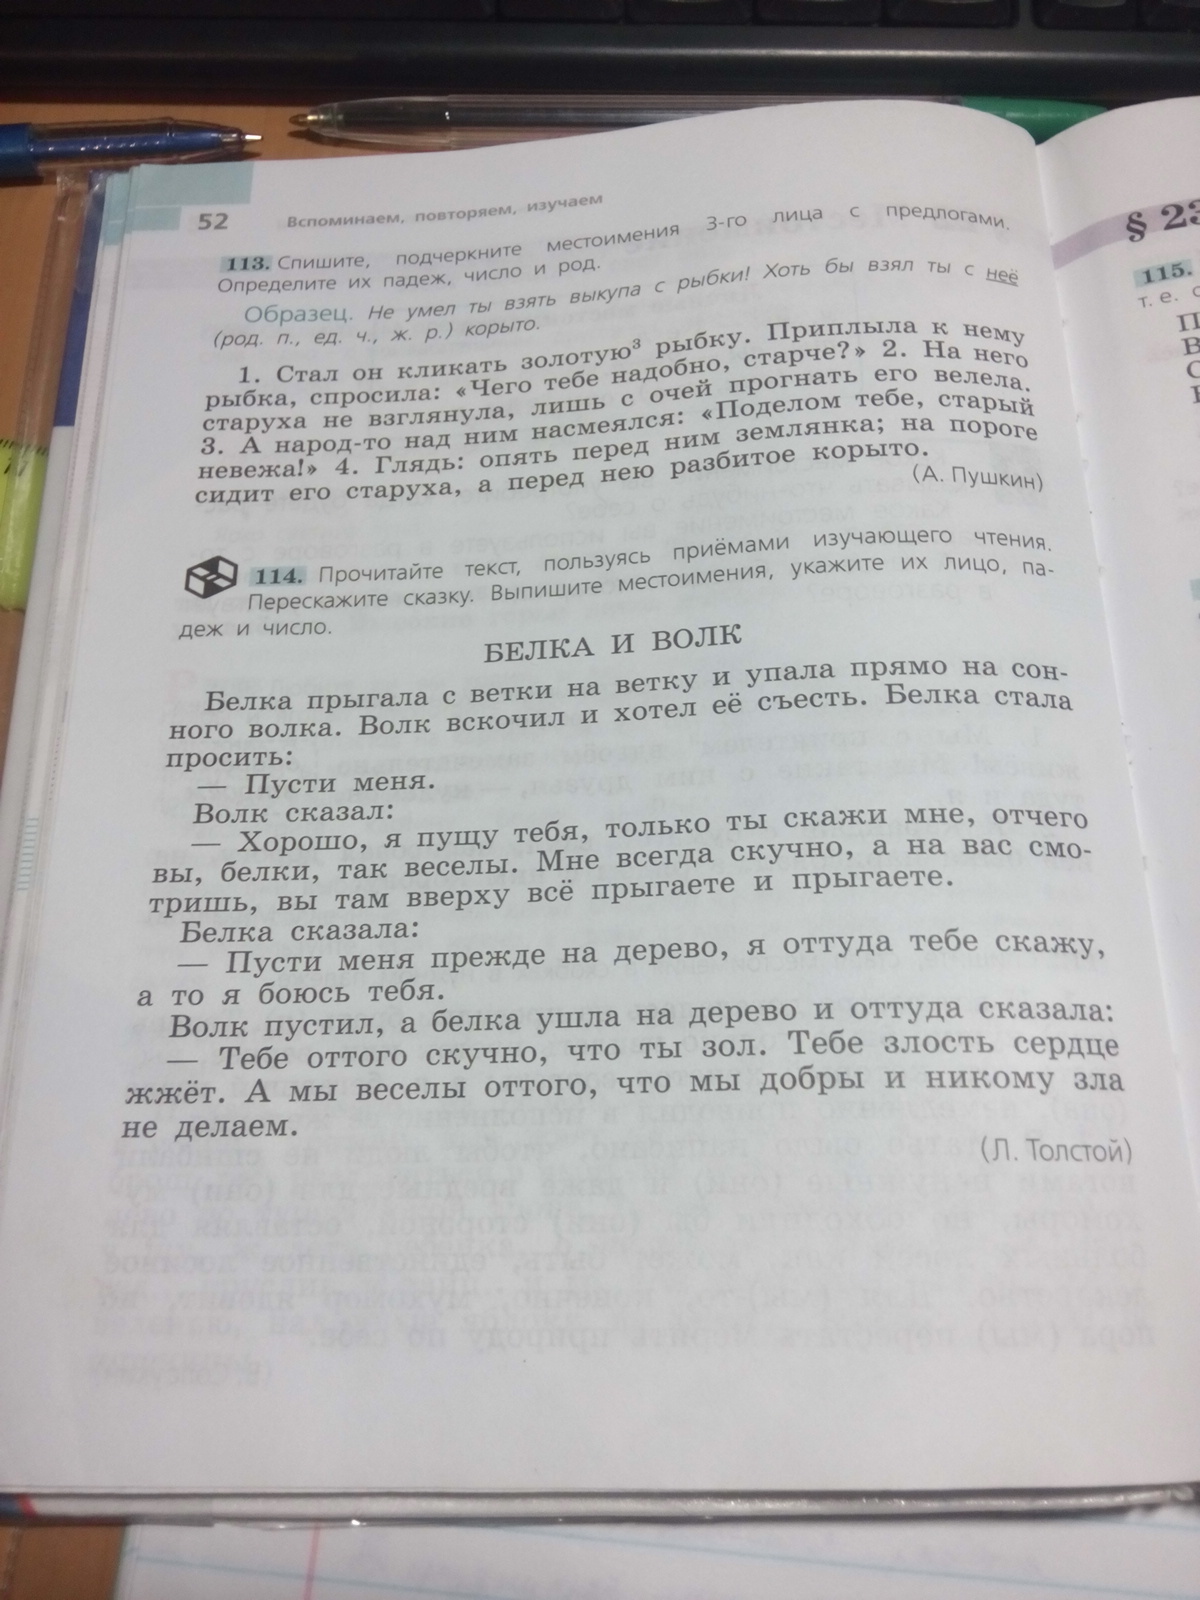 52 Вспоминаем, повторяем, изучаем
113. Спишите, подчеркните местоимения 3-го лица с предлогами.
Определите их падеж, число и род.
Образец. Не умел ты взять выкупа с рыбки! Хоть бы взял ты с неё
(род. п., ед. ч., ж. р.) корыто.
1. Стал он кликать золотую³ рыбку. Приплыла к нему
рыбка, спросила: «Чего тебе надобно, старче?» 2. На него
старуха не взглянула, лишь с очей прогнать его велела.
3. А народ-то над ним насмеялся: «Поделом тебе, старый
невежа!» 4. Глядь: опять перед ним землянка; на пороге
сидит его старуха, а перед нею разбитое корыто.
(А. Пушкин)
114. Прочитайте текст, пользуясь приёмами изучающего чтения.
Перескажите сказку. Выпишите местоимения, укажите их лицо, па-
деж и число.
БЕЛКА И ВОЛК
Белка прыгала с ветки на ветку и упала прямо на сон-
ного волка. Волк вскочил и хотел её съесть. Белка стала
просить:
— Пусти меня.
Волк сказал:
— Хорошо, я пущу тебя, только ты скажи мне, отчего
вы, белки, так веселы. Мне всегда скучно, а на вас смо-
тришь, вы там вверху всё прыгаете и прыгаете.
Белка сказала:
— Пусти меня прежде на дерево, я оттуда тебе скажу,
а то я боюсь тебя.
Волк пустил, а белка ушла на дерево и оттуда сказала:
— Тебе оттого скучно, что ты зол. Тебе злость сердце
жжёт. А мы веселы оттого, что мы добры и никому зла
не делаем.
(Л. Толстой)
§ 23
115.
т. е. с